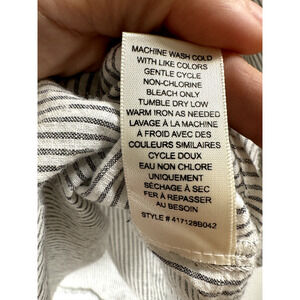 MACHINE WASH COLD
WITH LIKE COLORS
GENTLE CYCLE
NON-CHLORINE
BLEACH ONLY
TUMBLE DRY LOW
WARM IRON AS NEEDED
LAVAGE À LA MACHINE
A FROID AVEC DES
COULEURS SIMILAIRES
CYCLE DOUX
EAU NON CHLORE
UNIQUEMENT
SÉCHAGE À SEC
FER À REPASSER
AU BESOIN
STYLE # 417128B042